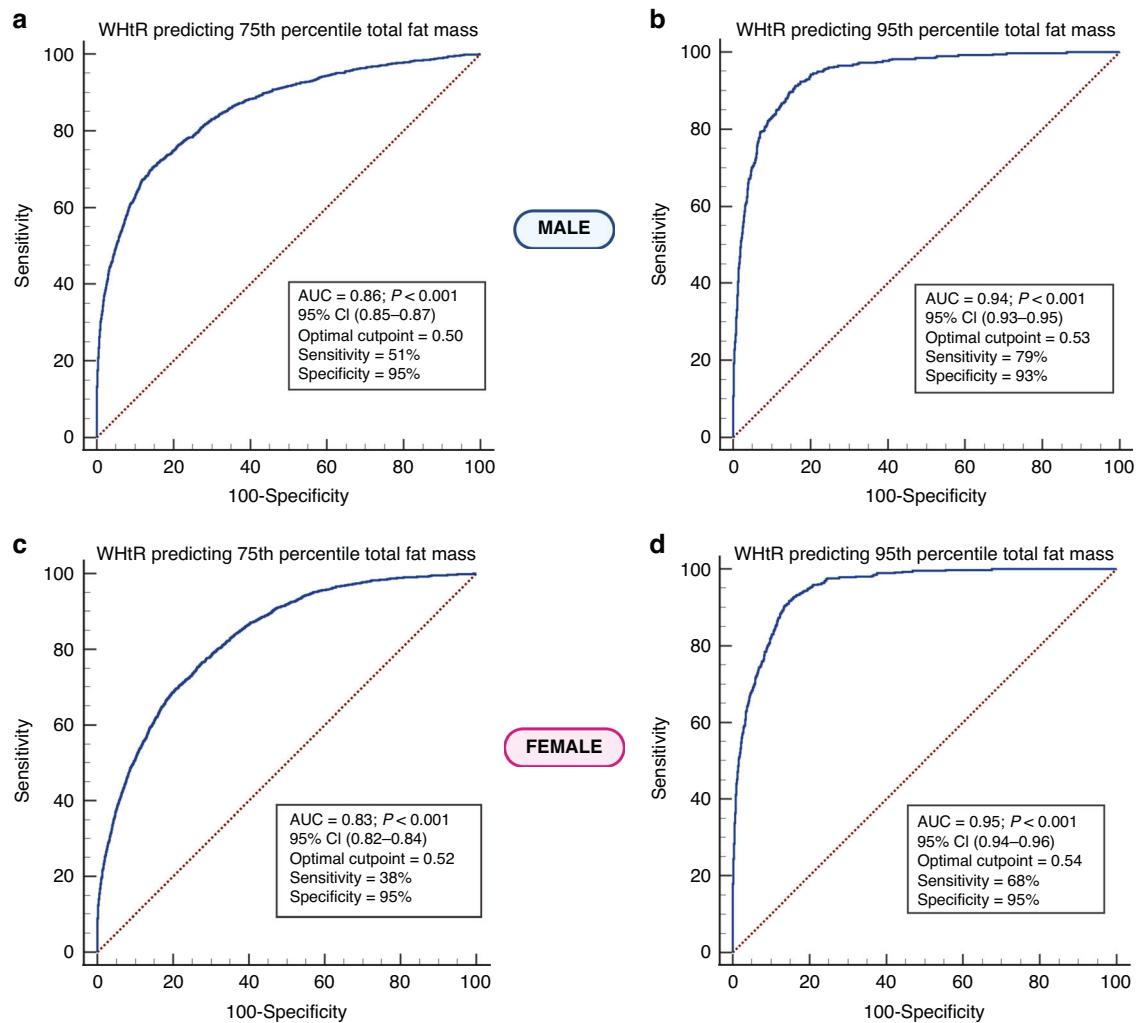 a
WHtR predicting 75th percentile total fat mass
100
80
60
40
20
0
Sensitivity
AUC = 0.86; P < 0.001
95% CI (0.85–0.87)
Optimal cutpoint = 0.50
Sensitivity = 51%
Specificity = 95%
0 20 40 60 80 100
100-Specificity
b
WHtR predicting 95th percentile total fat mass
100
80
60
40
20
0
Sensitivity
AUC = 0.94; P < 0.001
95% CI (0.93–0.95)
Optimal cutpoint = 0.53
Sensitivity = 79%
Specificity = 93%
0 20 40 60 80 100
100-Specificity
MALE
c
WHtR predicting 75th percentile total fat mass
100
80
60
40
20
0
Sensitivity
AUC = 0.83; P < 0.001
95% CI (0.82–0.84)
Optimal cutpoint = 0.52
Sensitivity = 38%
Specificity = 95%
0 20 40 60 80 100
100-Specificity
d
WHtR predicting 95th percentile total fat mass
100
80
60
40
20
0
Sensitivity
AUC = 0.95; P < 0.001
95% CI (0.94–0.96)
Optimal cutpoint = 0.54
Sensitivity = 68%
Specificity = 95%
0 20 40 60 80 100
100-Specificity
FEMALE